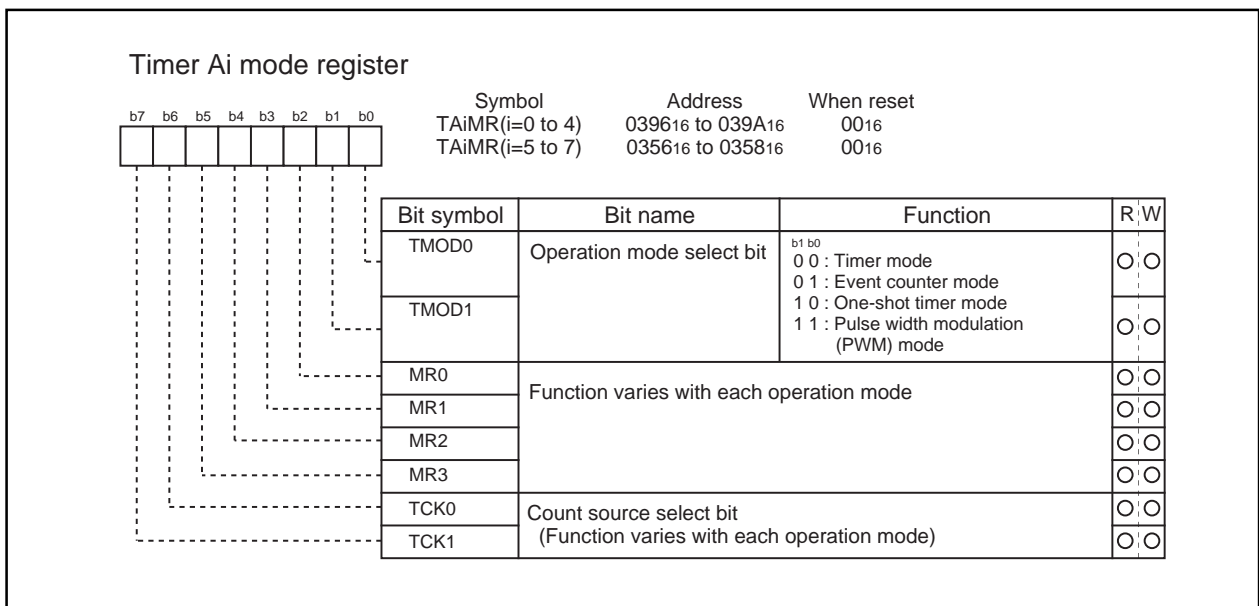 Timer Ai mode register
Symbol Address When reset
b7 b6 b5 b4 b3 b2 b1 b0
TAiMR(i=0 to 4) 039616 to 039A16 0016
TAiMR(i=5 to 7) 035616 to 035816 0016
Bit symbol Bit name Function R W
TMOD0 Operation mode select bit b1 b0
0 0 : Timer mode
0 1 : Event counter mode
TMOD1 1 0 : One-shot timer mode
1 1 : Pulse width modulation
(PWM) mode
MR0 Function varies with each operation mode
MR1
MR2
MR3
TCK0 Count source select bit
TCK1 (Function varies with each operation mode)